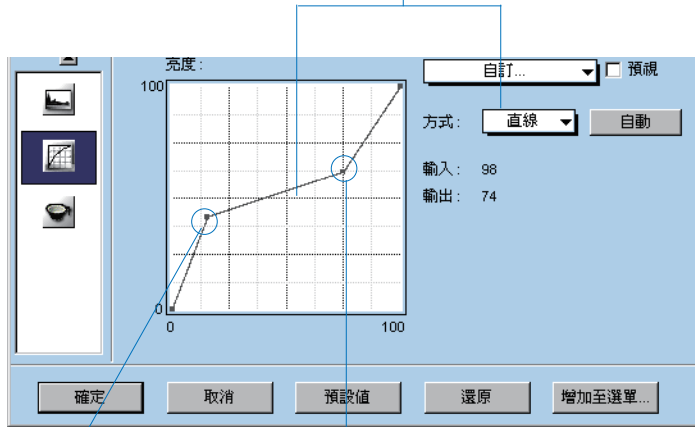 亮度:
100
0
0
100
自訂...
預視
方式:
直線
自動
輸入: 98
輸出: 74
確定
取消
預設值
還原
增加至選單...